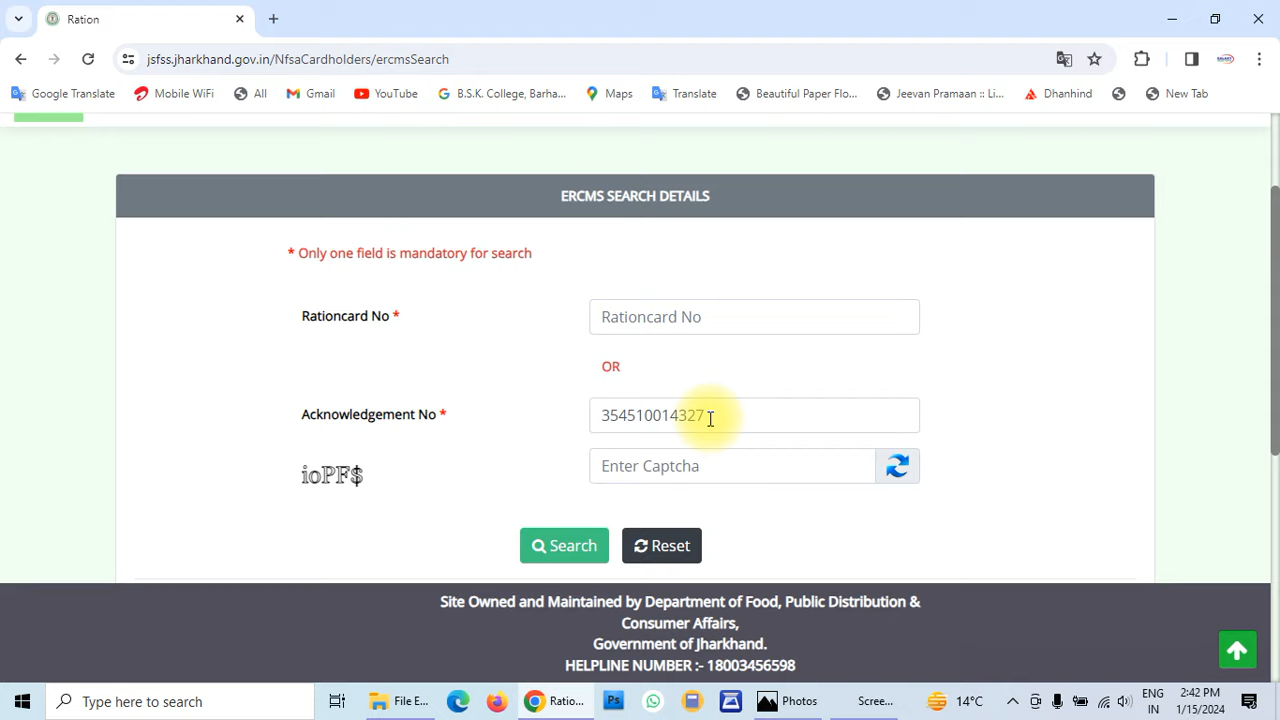 Ration
jsfss.jharkhand.gov.in/NfsaCardholders/ercmsSearch
Google Translate Mobile WiFi All Gmail YouTube B.S.K. College, Barha... Maps Translate Beautiful Paper Flo... Jeevan Pramaan :: Li... Dhanhind New Tab
ERCMS SEARCH DETAILS
* Only one field is mandatory for search
Rationcard No * Rationcard No
OR
Acknowledgement No * 354510014327
ioPF$ Enter Captcha
Search Reset
Site Owned and Maintained by Department of Food, Public Distribution &
Consumer Affairs,
Government of Jharkhand.
HELPLINE NUMBER :- 18003456598
Type here to search File E... Ratio... Ps Photos Scree... 14°C ENG 2:42 PM
IN 1/15/2024